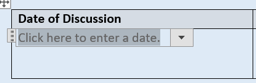 Date of Discussion
Click here to enter a date.